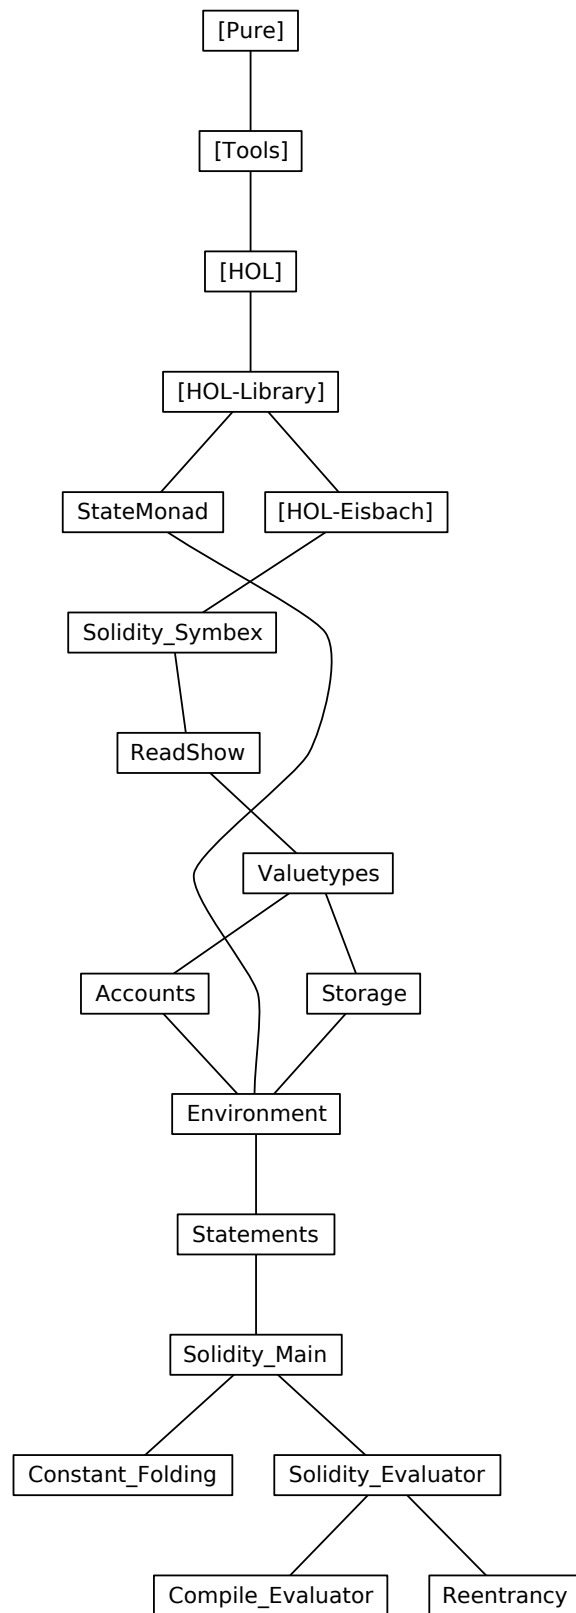 [Pure]
[Tools]
[HOL]
[HOL-Library]
StateMonad
[HOL-Eisbach]
Solidity_Symbex
ReadShow
Valuetypes
Accounts
Storage
Environment
Statements
Solidity_Main
Constant_Folding
Solidity_Evaluator
Compile_Evaluator
Reentrancy